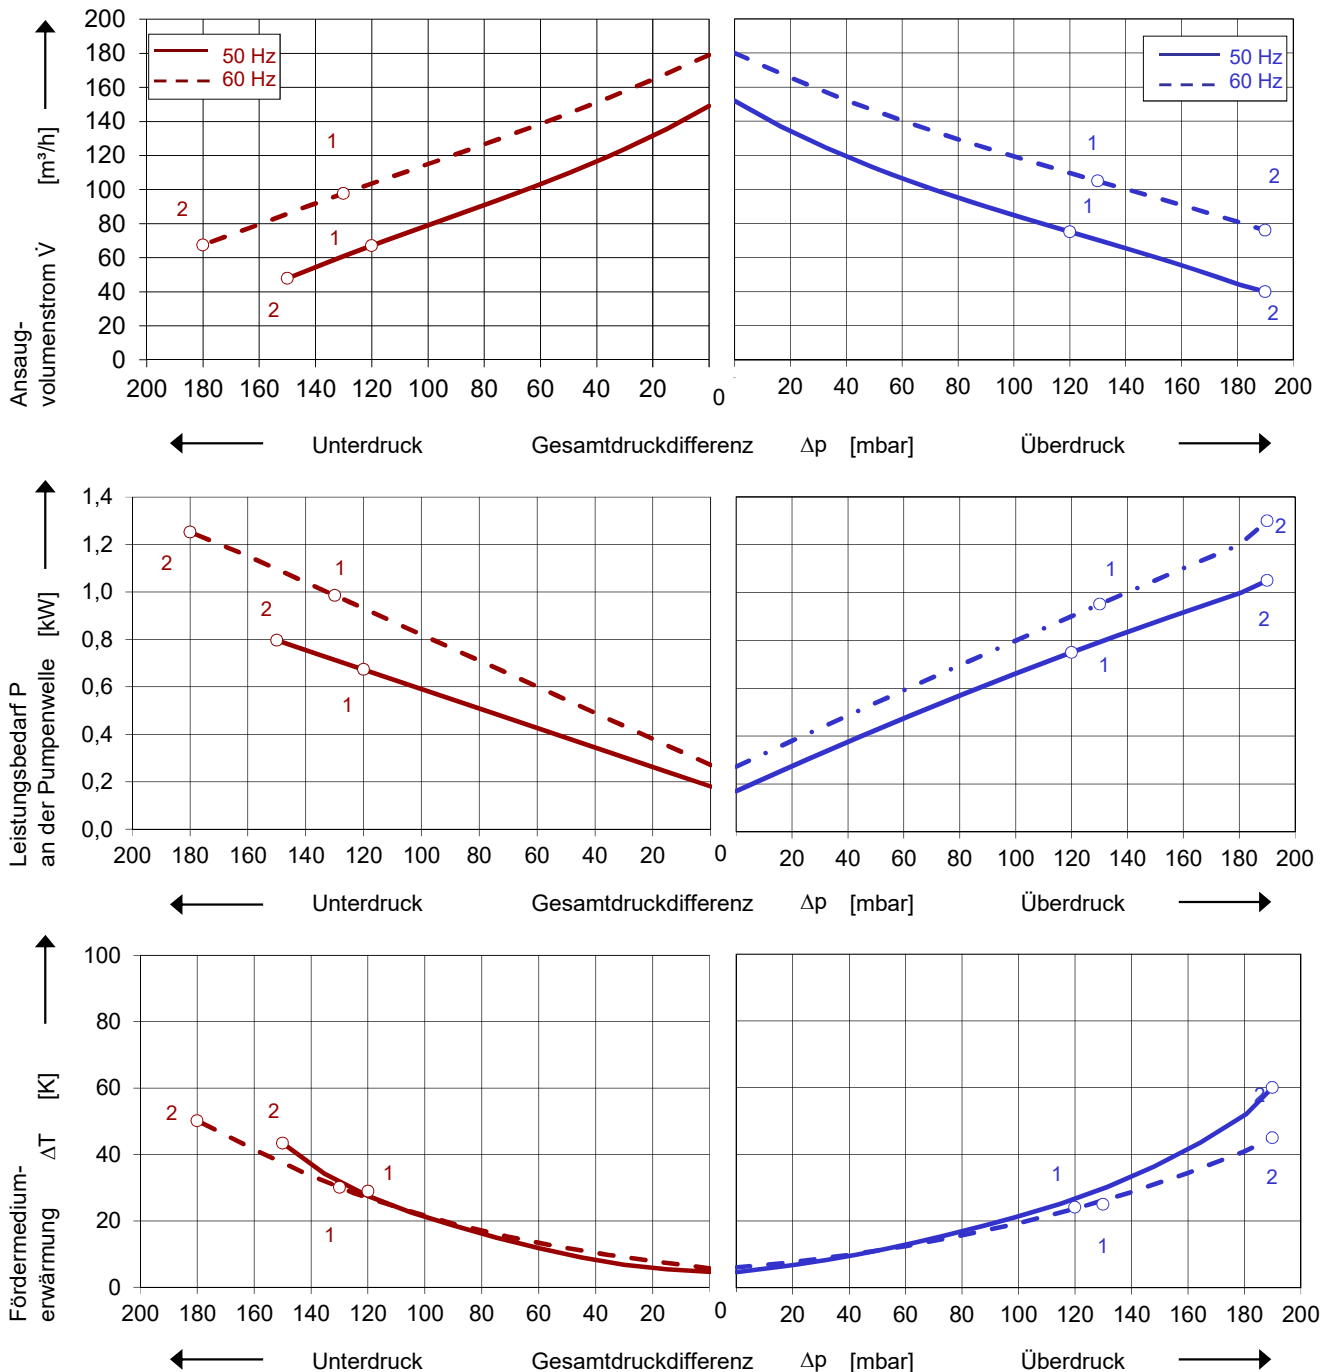 200
180
160
140
120
100
80
60
40
20
0
[m³/h]
Ansaug-
volumenstrom V̇
50 Hz
60 Hz
1
2
1
2
50 Hz
60 Hz
1
2
1
2
200 180 160 140 120 100 80 60 40 20 0 20 40 60 80 100 120 140 160 180 200
Unterdruck Gesamtdruckdifferenz Δp [mbar] Überdruck
1,4
1,2
1,0
0,8
0,6
0,4
0,2
0,0
Leistungsbedarf P
an der Pumpenwelle [kW]
2
1
2
1
2
1
2
1
200 180 160 140 120 100 80 60 40 20 0 20 40 60 80 100 120 140 160 180 200
Unterdruck Gesamtdruckdifferenz Δp [mbar] Überdruck
100
80
60
40
20
0
Fördermedium-
erwärmung ΔT [K]
2
2
1
1
2
1
2
1
200 180 160 140 120 100 80 60 40 20 0 20 40 60 80 100 120 140 160 180 200
Unterdruck Gesamtdruckdifferenz Δp [mbar] Überdruck